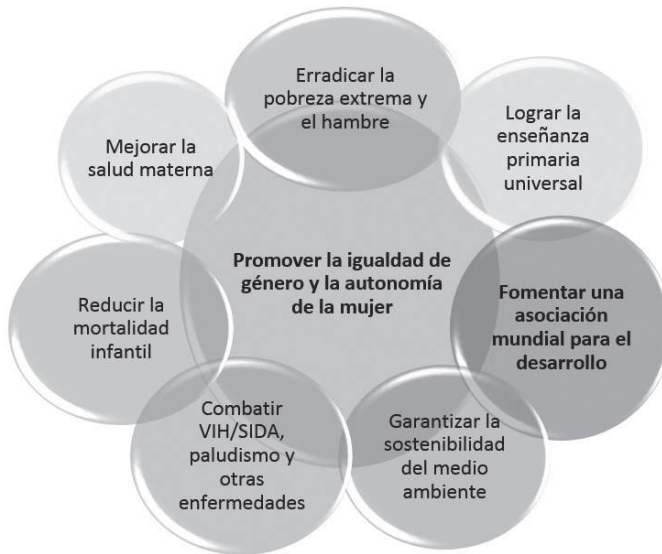 Erradicar la
pobreza extrema y
el hambre
Lograr la
enseñanza
primaria
universal
Mejorar la
salud materna
Promover la igualdad de
género y la autonomía
de la mujer
Fomentar una
asociación
mundial para el
desarrollo
Reducir la
mortalidad
infantil
Combatir
VIH/SIDA,
paludismo y
otras
enfermedades
Garantizar la
sostenibilidad
del medio
ambiente